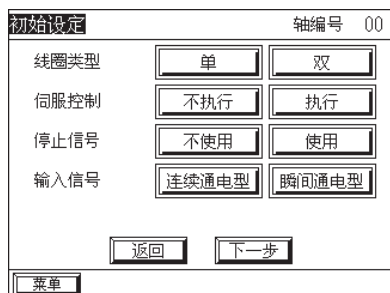 初始设定 轴编号 00
线圈类型 单 双
伺服控制 不执行 执行
停止信号 不使用 使用
输入信号 连续通电型 瞬间通电型
返回 下一步
菜单